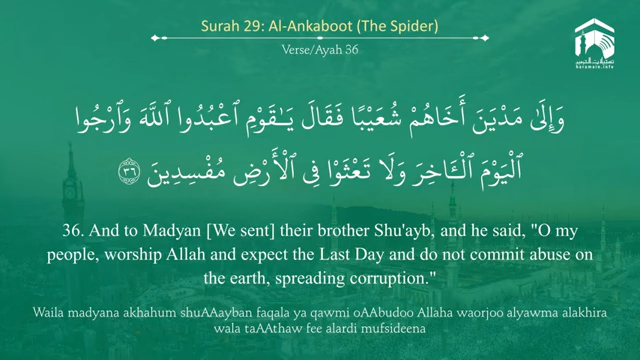 Surah 29: Al-Ankaboot (The Spider)
Verse/Ayah 36
haramain.info
وَإِلَىٰ مَدْيَنَ أَخَاهُمْ شُعَيْبًا فَقَالَ يَـٰقَوْمِ ٱعْبُدُوا ٱللَّهَ وَٱرْجُوا
ٱلْيَوْمَ ٱلْـَٔاخِرَ وَلَا تَعْثَوْا فِى ٱلْأَرْضِ مُفْسِدِينَ ٣٦
36. And to Madyan [We sent] their brother Shu'ayb, and he said, "O my
people, worship Allah and expect the Last Day and do not commit abuse on
the earth, spreading corruption."
Waila madyana akhahum shuAAayban faqala ya qawmi oAAbudoo Allaha waorjoo alyawma alakhira
wala taAAthaw fee alardi mufsideena